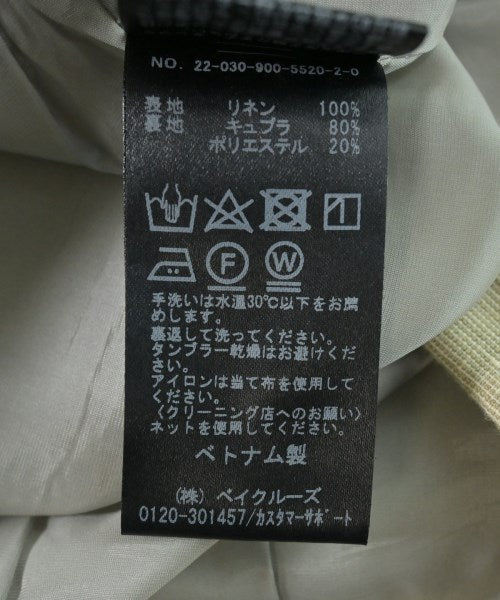 NO. 22-030-900-5520-2-0
表地 リネン 100%
裏地 キュプラ 80%
ポリエステル 20%
F W
手洗いは水温30℃以下をお薦
めします。
裏返して洗ってください。
タンブラー乾燥はお避けくだ
さい。
アイロンは当て布を使用して
ください。
〈クリーニング店へのお願い〉
ネットを使用してください。
ベトナム製
(株) ベイクルーズ
0120-301457/カスタマーサポート